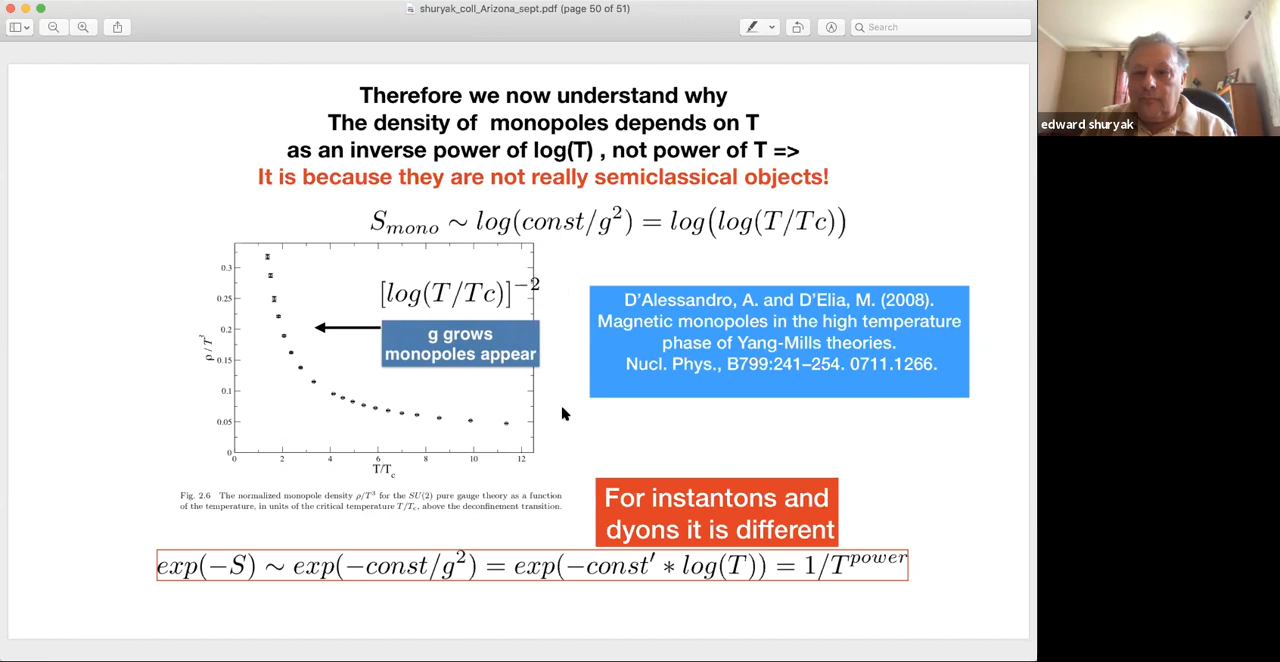 shuryak_coll_Arizona_sept.pdf (page 50 of 51)
Search
edward shuryak
Therefore we now understand why
The density of monopoles depends on T
as an inverse power of log(T) , not power of T =>
It is because they are not really semiclassical objects!
S_{mono} ∼ log(const/g^2) = log(log(T/Tc))
[log(T/Tc)]^{-2}
g grows
monopoles appear
0.3
0.25
0.2
0.15
0.1
0.05
0
ρ / T^3
0 2 4 6 8 10 12
T/T_c
D'Alessandro, A. and D'Elia, M. (2008).
Magnetic monopoles in the high temperature
phase of Yang-Mills theories.
Nucl. Phys., B799:241–254. 0711.1266.
Fig. 2.6 The normalized monopole density ρ/T^3 for the SU(2) pure gauge theory as a function
of the temperature, in units of the critical temperature T/T_c, above the deconfinement transition.
For instantons and
dyons it is different
exp(−S) ∼ exp(−const/g^2) = exp(−const′ ∗ log(T)) = 1/T^{power}